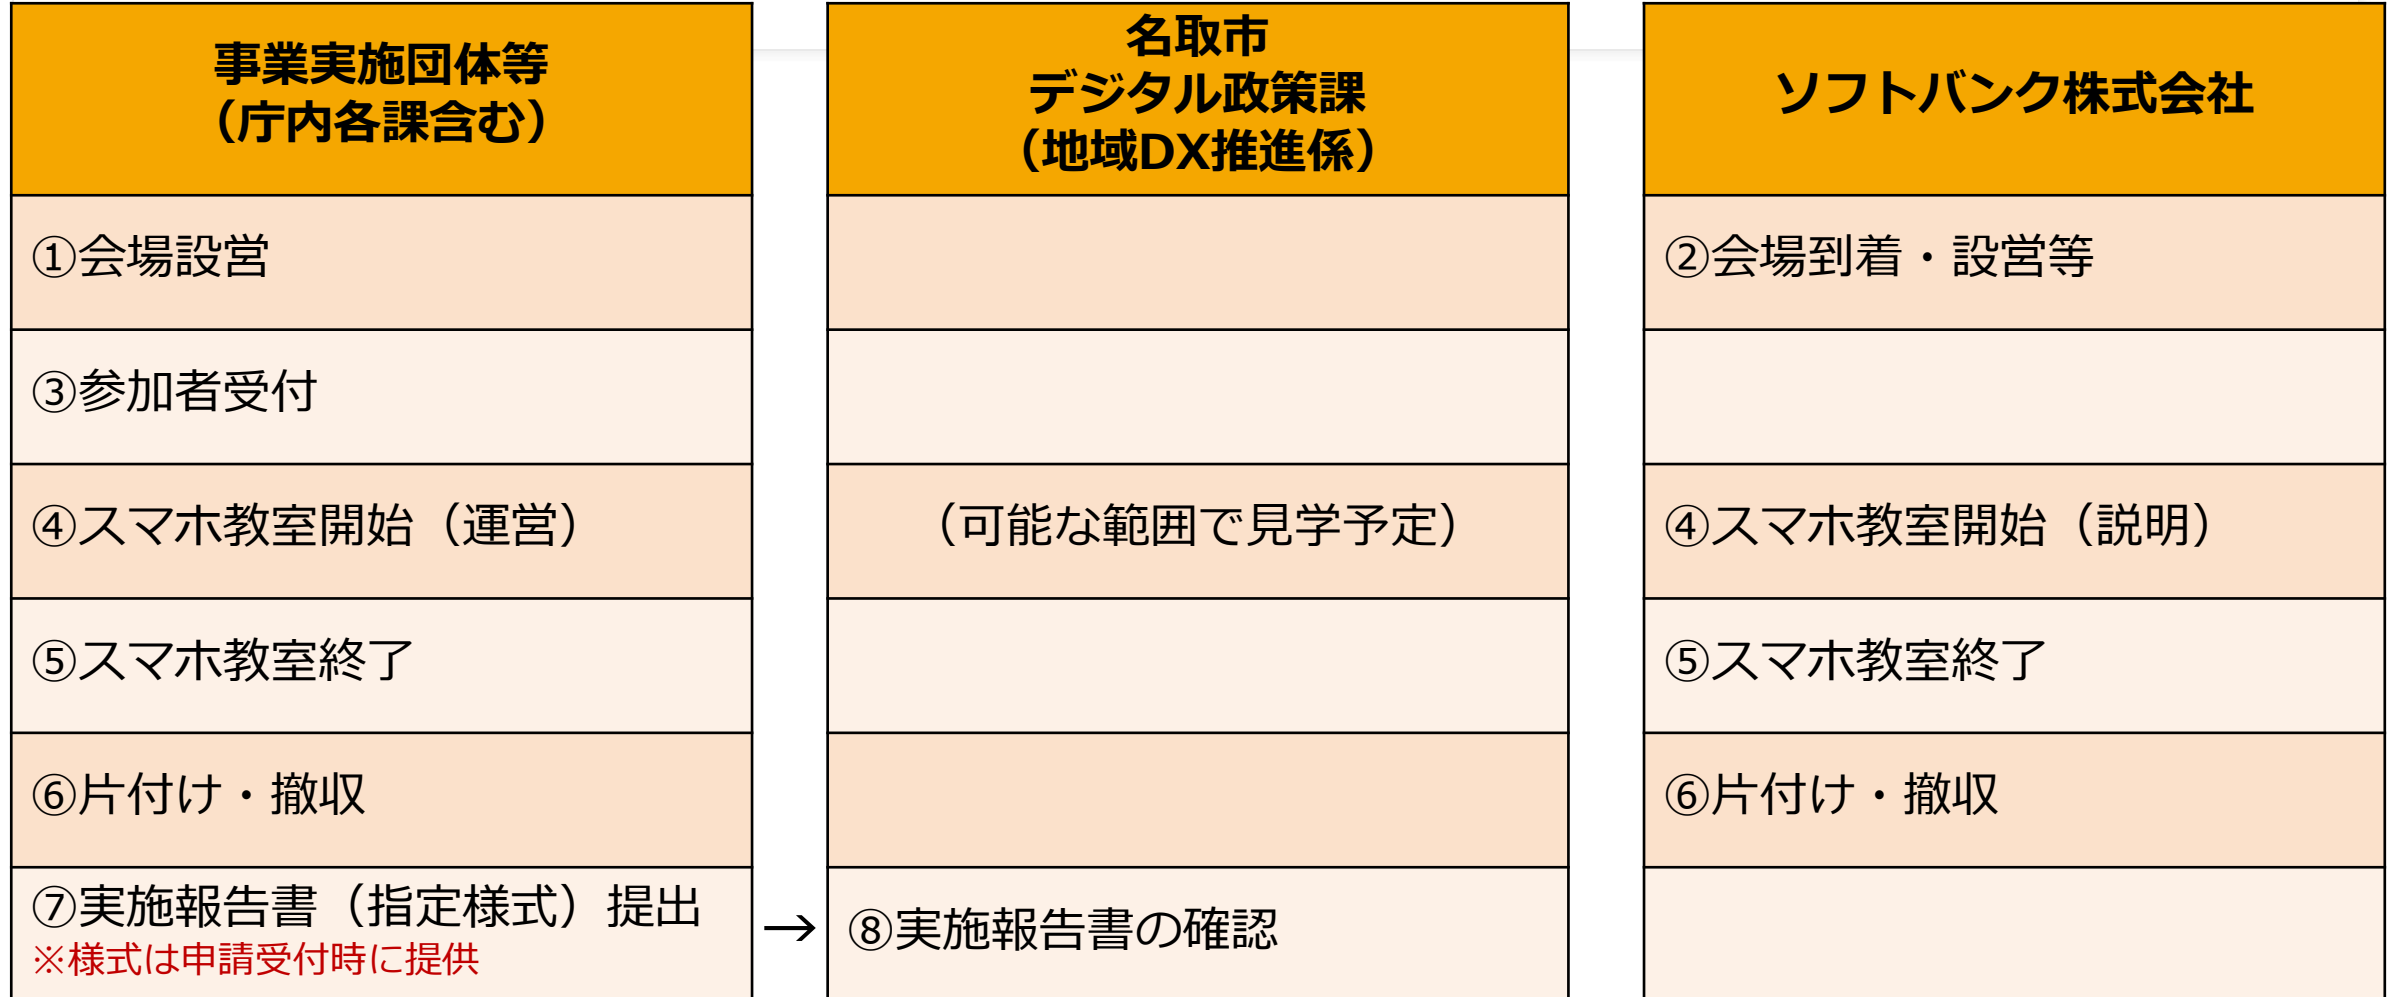 事業実施団体等
（庁内各課含む）
名取市
デジタル政策課
（地域DX推進係）
ソフトバンク株式会社
①会場設営
②会場到着・設営等
③参加者受付
④スマホ教室開始（運営）
（可能な範囲で見学予定）
④スマホ教室開始（説明）
⑤スマホ教室終了
⑤スマホ教室終了
⑥片付け・撤収
⑥片付け・撤収
⑦実施報告書（指定様式）提出
※様式は申請受付時に提供
→
⑧実施報告書の確認